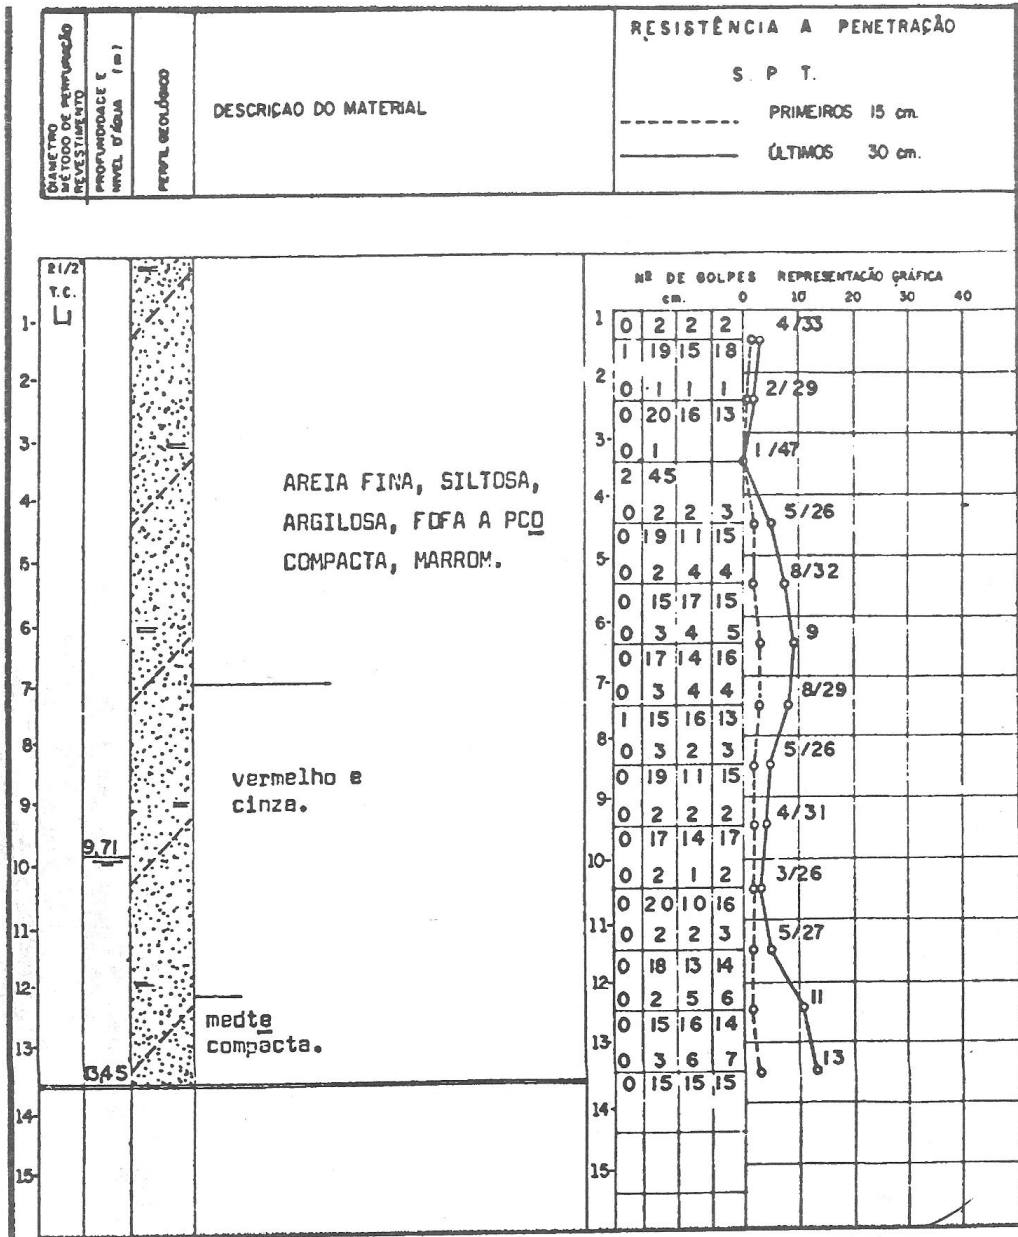 DIAMETRO
MÉTODO DE PERFURAÇÃO
REVESTIMENTO
PROFUNDIDADE E
NIVEL D'ÁGUA (m)
PERFIL GEOLÓGICO
DESCRIÇAO DO MATERIAL
RESISTÊNCIA A PENETRAÇÃO
S. P T.
PRIMEIROS 15 cm.
ÚLTIMOS 30 cm.
2 1/2
T.C.
Nº DE GOLPES REPRESENTAÇÃO GRÁFICA
cm. 0 10 20 30 40
1
0 2 2 2 4/33
1-
1 19 15 18
2
0 1 1 1 2/29
2-
0 20 16 13
3-
0 1 1/47
3-
2 45
4-
0 2 2 3 5/26
4-
0 19 11 15
5-
0 2 4 4 8/32
5-
0 15 17 15
6-
0 3 4 5 9
6-
0 17 14 16
7-
0 3 4 4 8/29
7-
1 15 16 13
8-
0 3 2 3 5/26
8-
0 19 11 15
9-
0 2 2 2 4/31
9-
0 17 14 17
9,71
10-
0 2 1 2 3/26
10-
0 20 10 16
11-
0 2 2 3 5/27
11-
0 18 13 14
12-
0 2 5 6 11
12-
0 15 16 14
13-
0 3 6 7 13
13-
13,45
0 15 15 15
14-
14-
15-
15-
AREIA FINA, SILTOSA,
ARGILOSA, FOFA A PCO
COMPACTA, MARROM.
vermelho e
cinza.
medte
compacta.